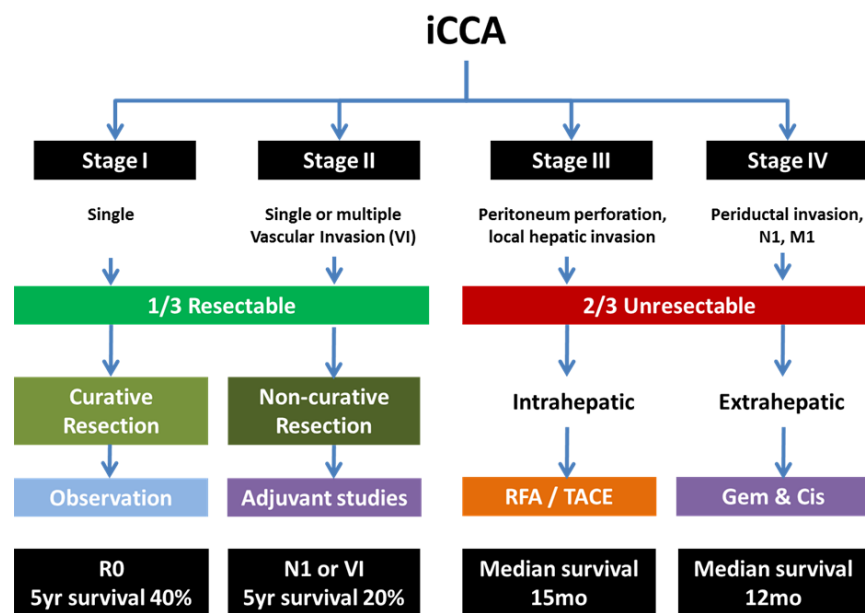 iCCA
Stage I
Stage II
Stage III
Stage IV
Single
Single or multiple
Vascular Invasion (VI)
Peritoneum perforation,
local hepatic invasion
Periductal invasion,
N1, M1
1/3 Resectable
2/3 Unresectable
Curative
Resection
Non-curative
Resection
Intrahepatic
Extrahepatic
Observation
Adjuvant studies
RFA / TACE
Gem & Cis
R0
5yr survival 40%
N1 or VI
5yr survival 20%
Median survival
15mo
Median survival
12mo